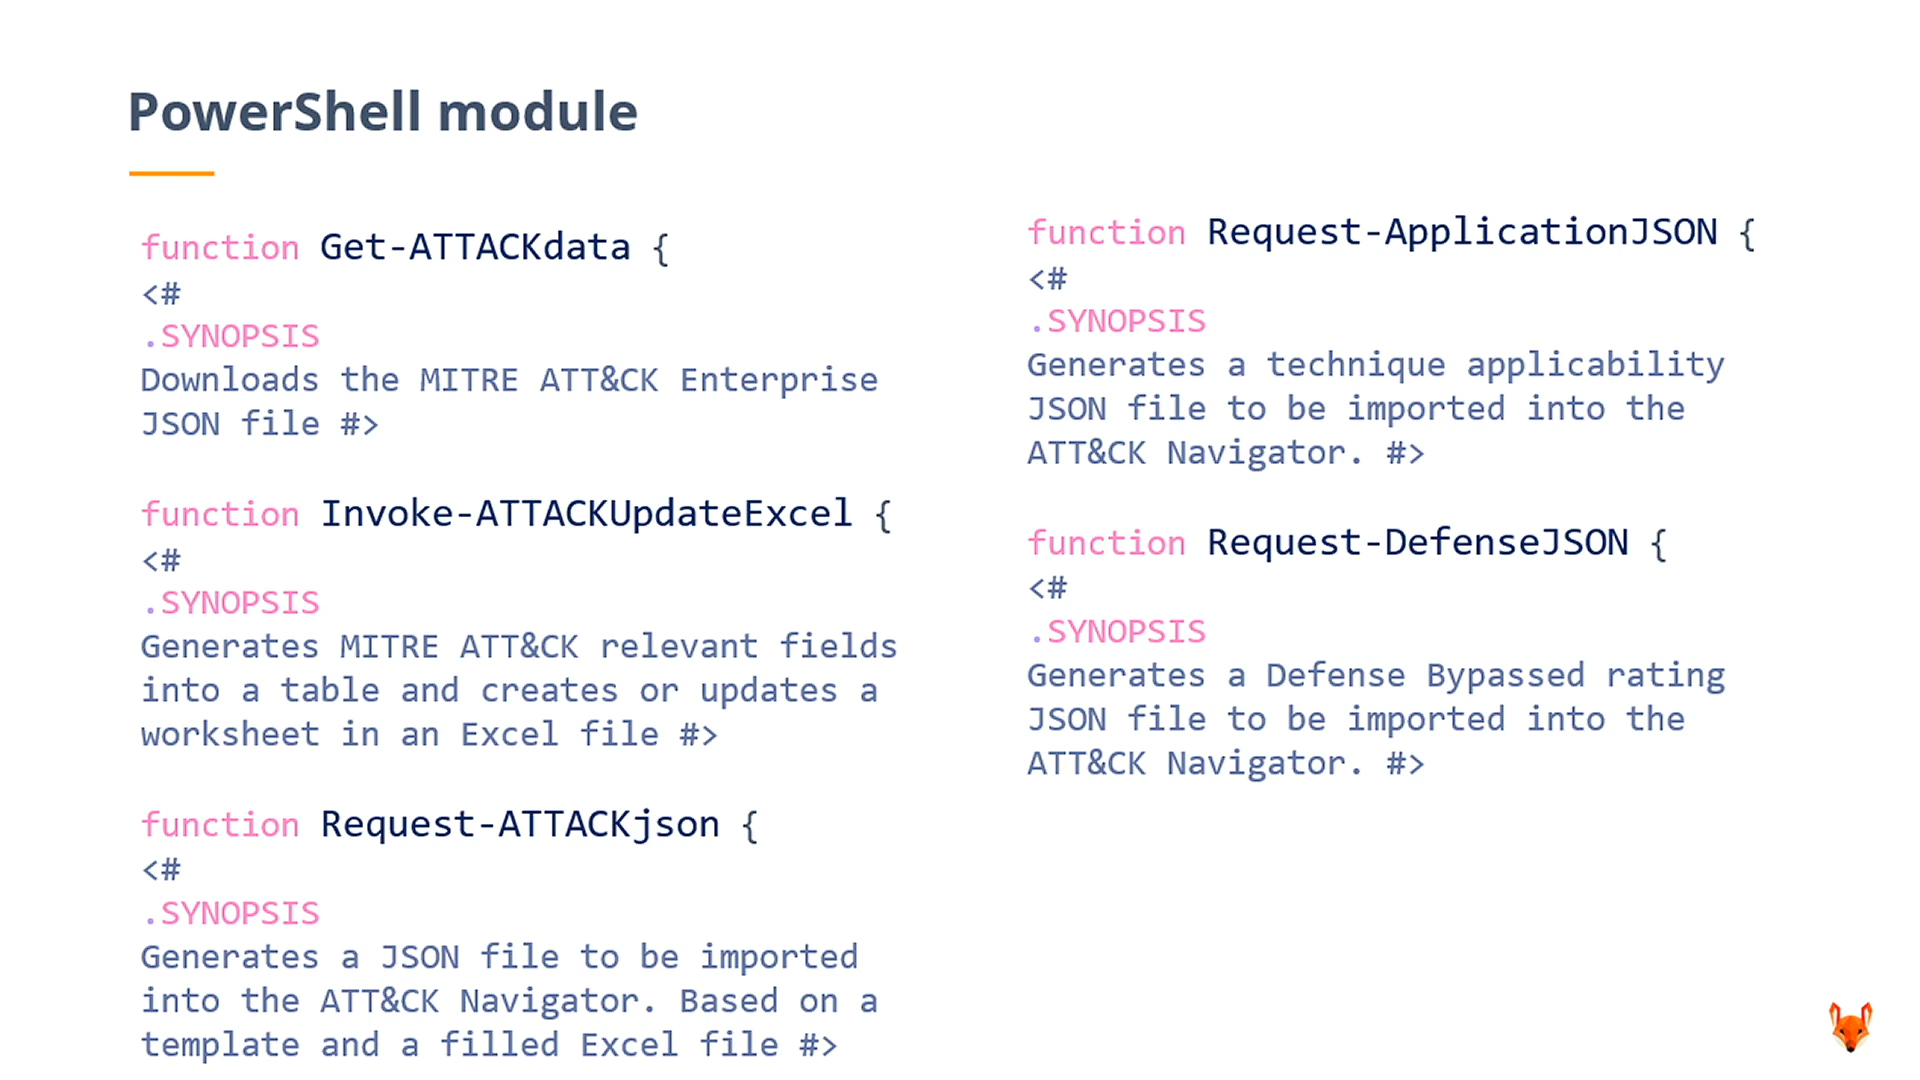 PowerShell module
function Get-ATTACKdata {
<#
.SYNOPSIS
Downloads the MITRE ATT&CK Enterprise
JSON file #>
function Invoke-ATTACKUpdateExcel {
<#
.SYNOPSIS
Generates MITRE ATT&CK relevant fields
into a table and creates or updates a
worksheet in an Excel file #>
function Request-ATTACKjson {
<#
.SYNOPSIS
Generates a JSON file to be imported
into the ATT&CK Navigator. Based on a
template and a filled Excel file #>
function Request-ApplicationJSON {
<#
.SYNOPSIS
Generates a technique applicability
JSON file to be imported into the
ATT&CK Navigator. #>
function Request-DefenseJSON {
<#
.SYNOPSIS
Generates a Defense Bypassed rating
JSON file to be imported into the
ATT&CK Navigator. #>